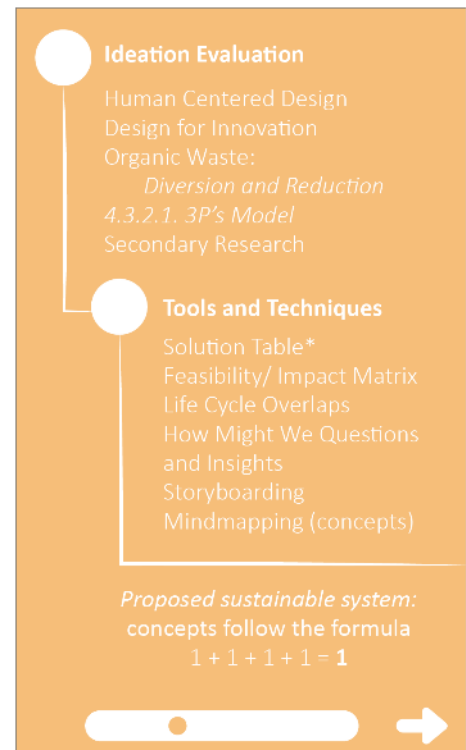 Ideation Evaluation
Human Centered Design
Design for Innovation
Organic Waste:
Diversion and Reduction
4.3.2.1. 3P's Model
Secondary Research
Tools and Techniques
Solution Table*
Feasibility/ Impact Matrix
Life Cycle Overlaps
How Might We Questions
and Insights
Storyboarding
Mindmapping (concepts)
Proposed sustainable system:
concepts follow the formula
1 + 1 + 1 + 1 = 1